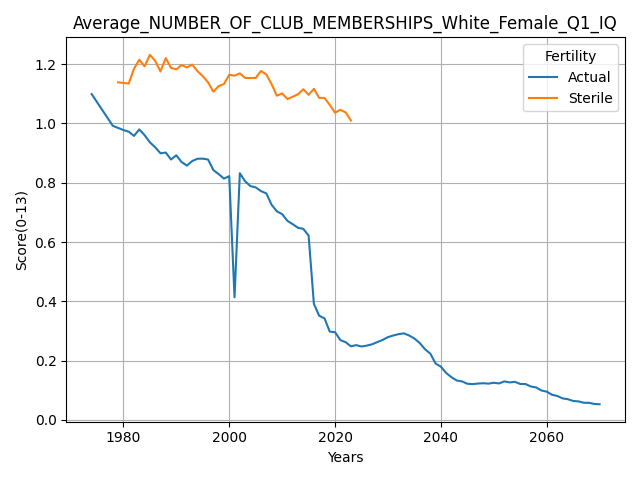 Average_NUMBER_OF_CLUB_MEMBERSHIPS_White_Female_Q1_IQ
Fertility
Actual
Sterile
Score(0-13)
1.2
1.0
0.8
0.6
0.4
0.2
0.0
1980 2000 2020 2040 2060
Years